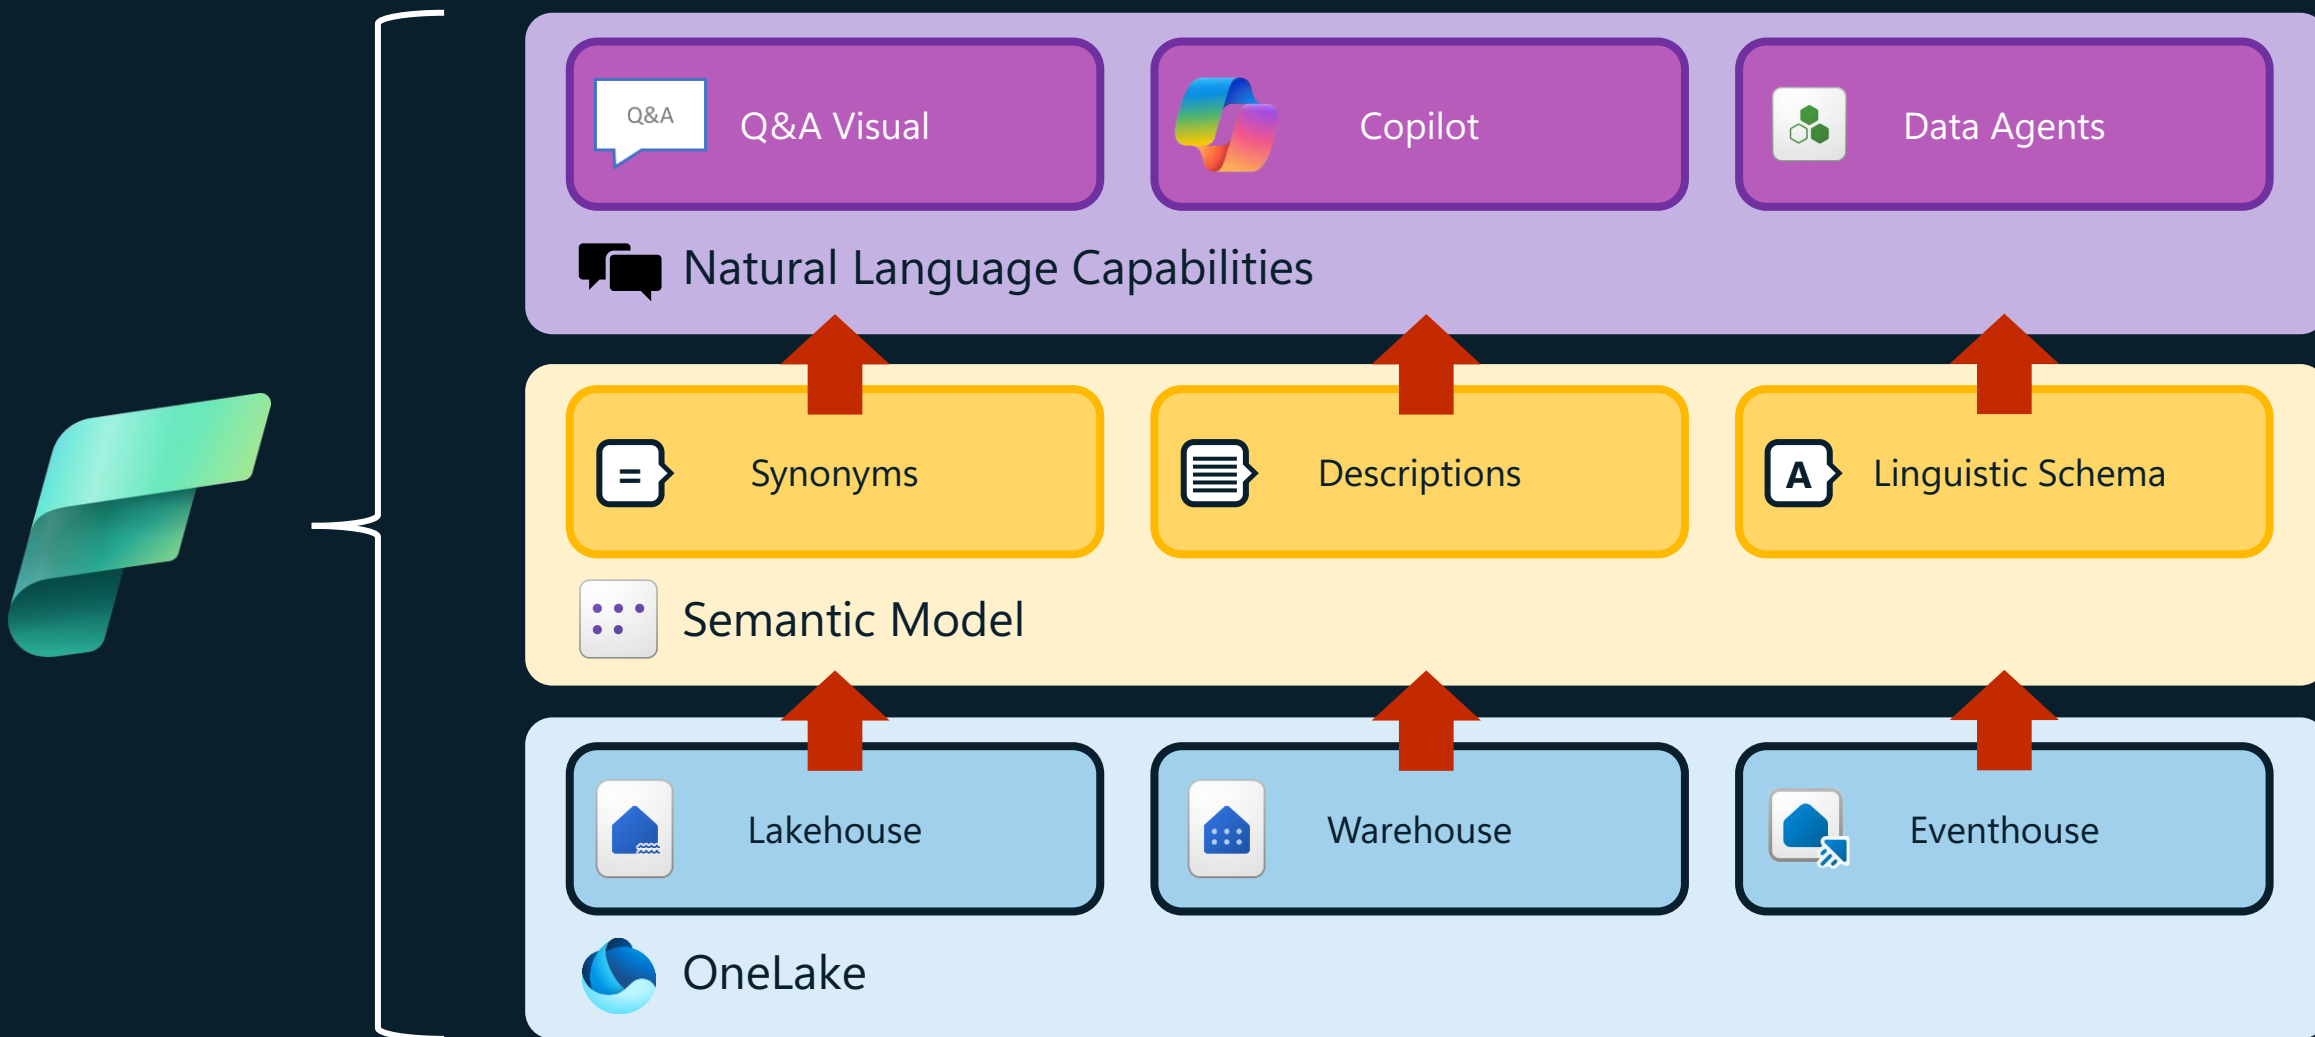 Q&A
Q&A Visual
Copilot
Data Agents
Natural Language Capabilities
=
Synonyms
Descriptions
A
Linguistic Schema
Semantic Model
Lakehouse
Warehouse
Eventhouse
OneLake